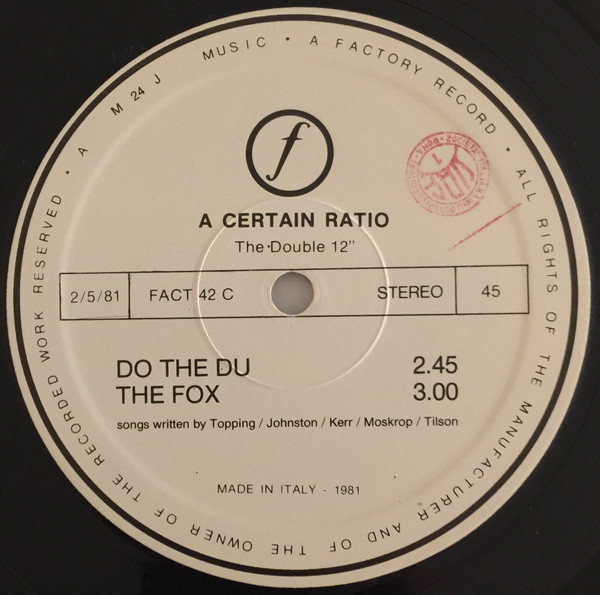 A M 24 J MUSIC • A FACTORY RECORD • ALL RIGHTS OF THE MANUFACTURER AND OF THE OWNER OF THE RECORDED WORK RESERVED •
f
A CERTAIN RATIO
The Double 12"
2/5/81 FACT 42 C STEREO 45
DO THE DU 2.45
THE FOX 3.00
songs written by Topping / Johnston / Kerr / Moskrop / Tilson
MADE IN ITALY - 1981